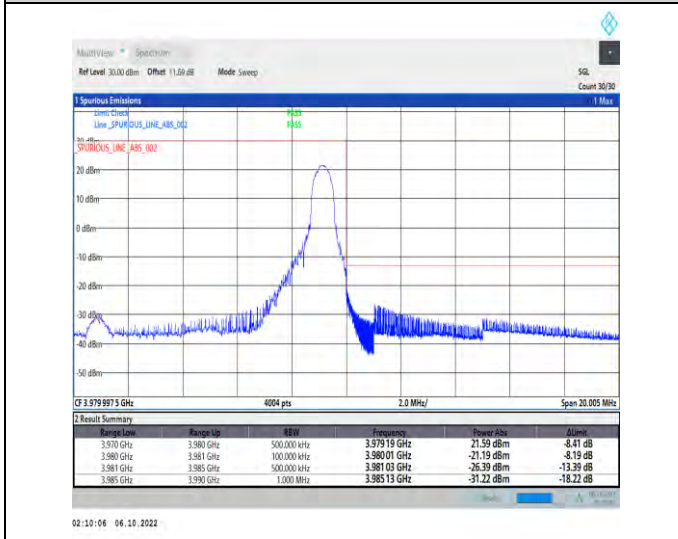 MultiView Spectrum
Ref Level 30.00 dBm Offset 11.69 dB Mode Sweep SGL
Count 30/30
1 Spurious Emissions 1 Max
Limit Check PASS
Line _SPURIOUS_LINE_ABS_002 PASS
30 dBm
_SPURIOUS_LINE_ABS_002
20 dBm
10 dBm
0 dBm
-10 dBm
-20 dBm
-30 dBm
-40 dBm
-50 dBm
CF 3.979 997 5 GHz 4004 pts 2.0 MHz/ Span 20.005 MHz
2 Result Summary
Range Low Range Up RBW Frequency Power Abs ΔLimit
3.970 GHz 3.980 GHz 500.000 kHz 3.979 19 GHz 21.59 dBm -8.41 dB
3.980 GHz 3.981 GHz 100.000 kHz 3.980 01 GHz -21.19 dBm -8.19 dB
3.981 GHz 3.985 GHz 500.000 kHz 3.981 03 GHz -26.39 dBm -13.39 dB
3.985 GHz 3.990 GHz 1.000 MHz 3.985 13 GHz -31.22 dBm -18.22 dB
02:10:06 06.10.2022